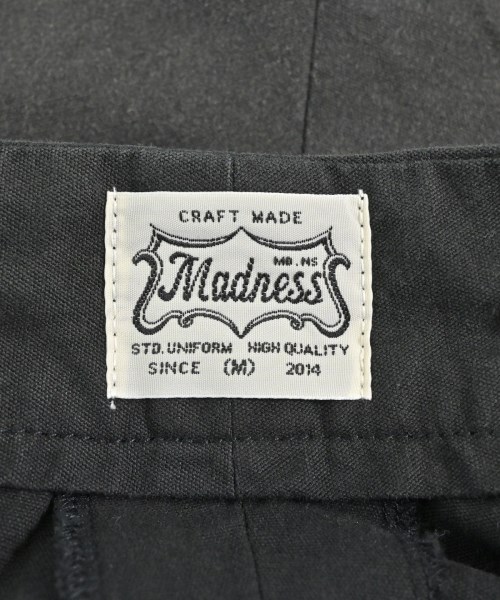 CRAFT MADE
MD.NS
Madness
STD. UNIFORM HIGH QUALITY
SINCE (M) 2014